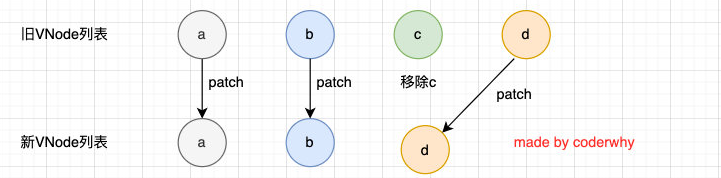 旧VNode列表 a b c d
patch patch 移除c patch
新VNode列表 a b d made by coderwhy